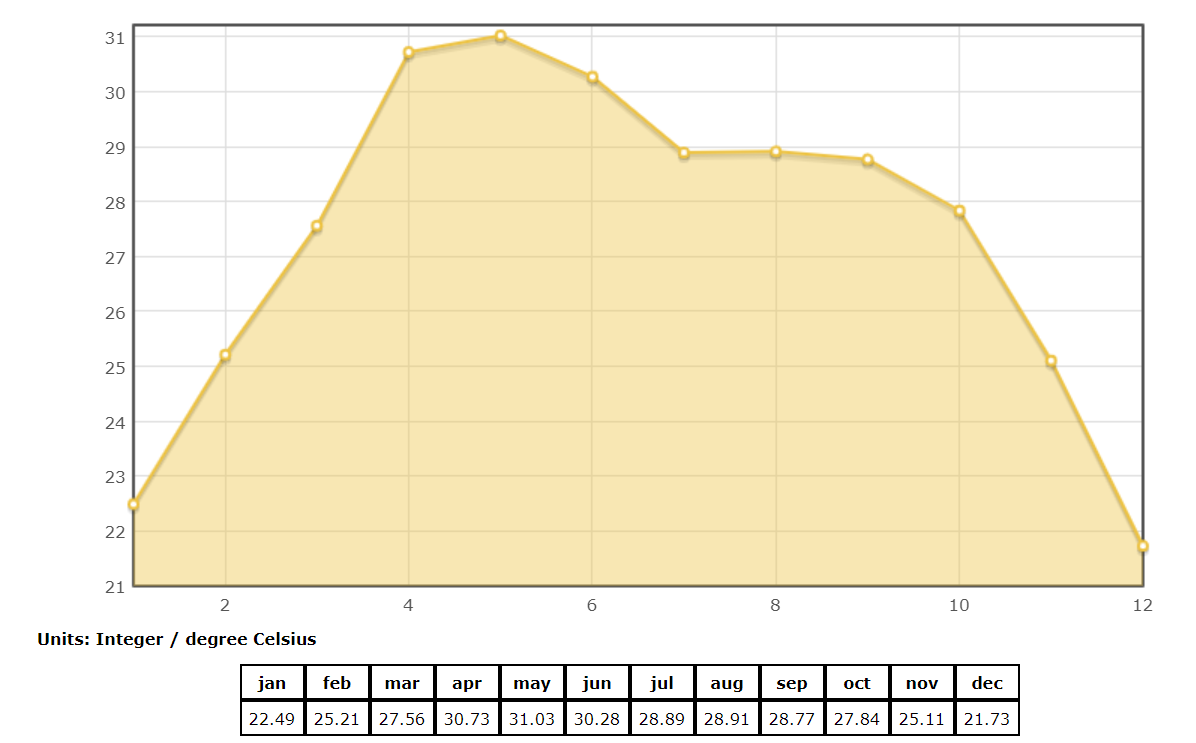 31
30
29
28
27
26
25
24
23
22
21
2 4 6 8 10 12
Units: Integer / degree Celsius
jan feb mar apr may jun jul aug sep oct nov dec
22.49 25.21 27.56 30.73 31.03 30.28 28.89 28.91 28.77 27.84 25.11 21.73